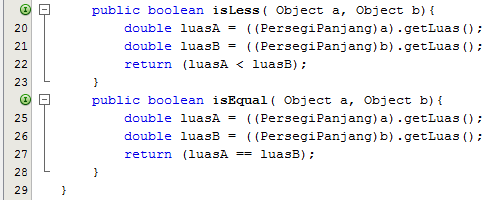 public boolean isLess( Object a, Object b){
20 double luasA = ((PersegiPanjang)a).getLuas();
21 double luasB = ((PersegiPanjang)b).getLuas();
22 return (luasA < luasB);
23 }
public boolean isEqual( Object a, Object b){
25 double luasA = ((PersegiPanjang)a).getLuas();
26 double luasB = ((PersegiPanjang)b).getLuas();
27 return (luasA == luasB);
28 }
29 }